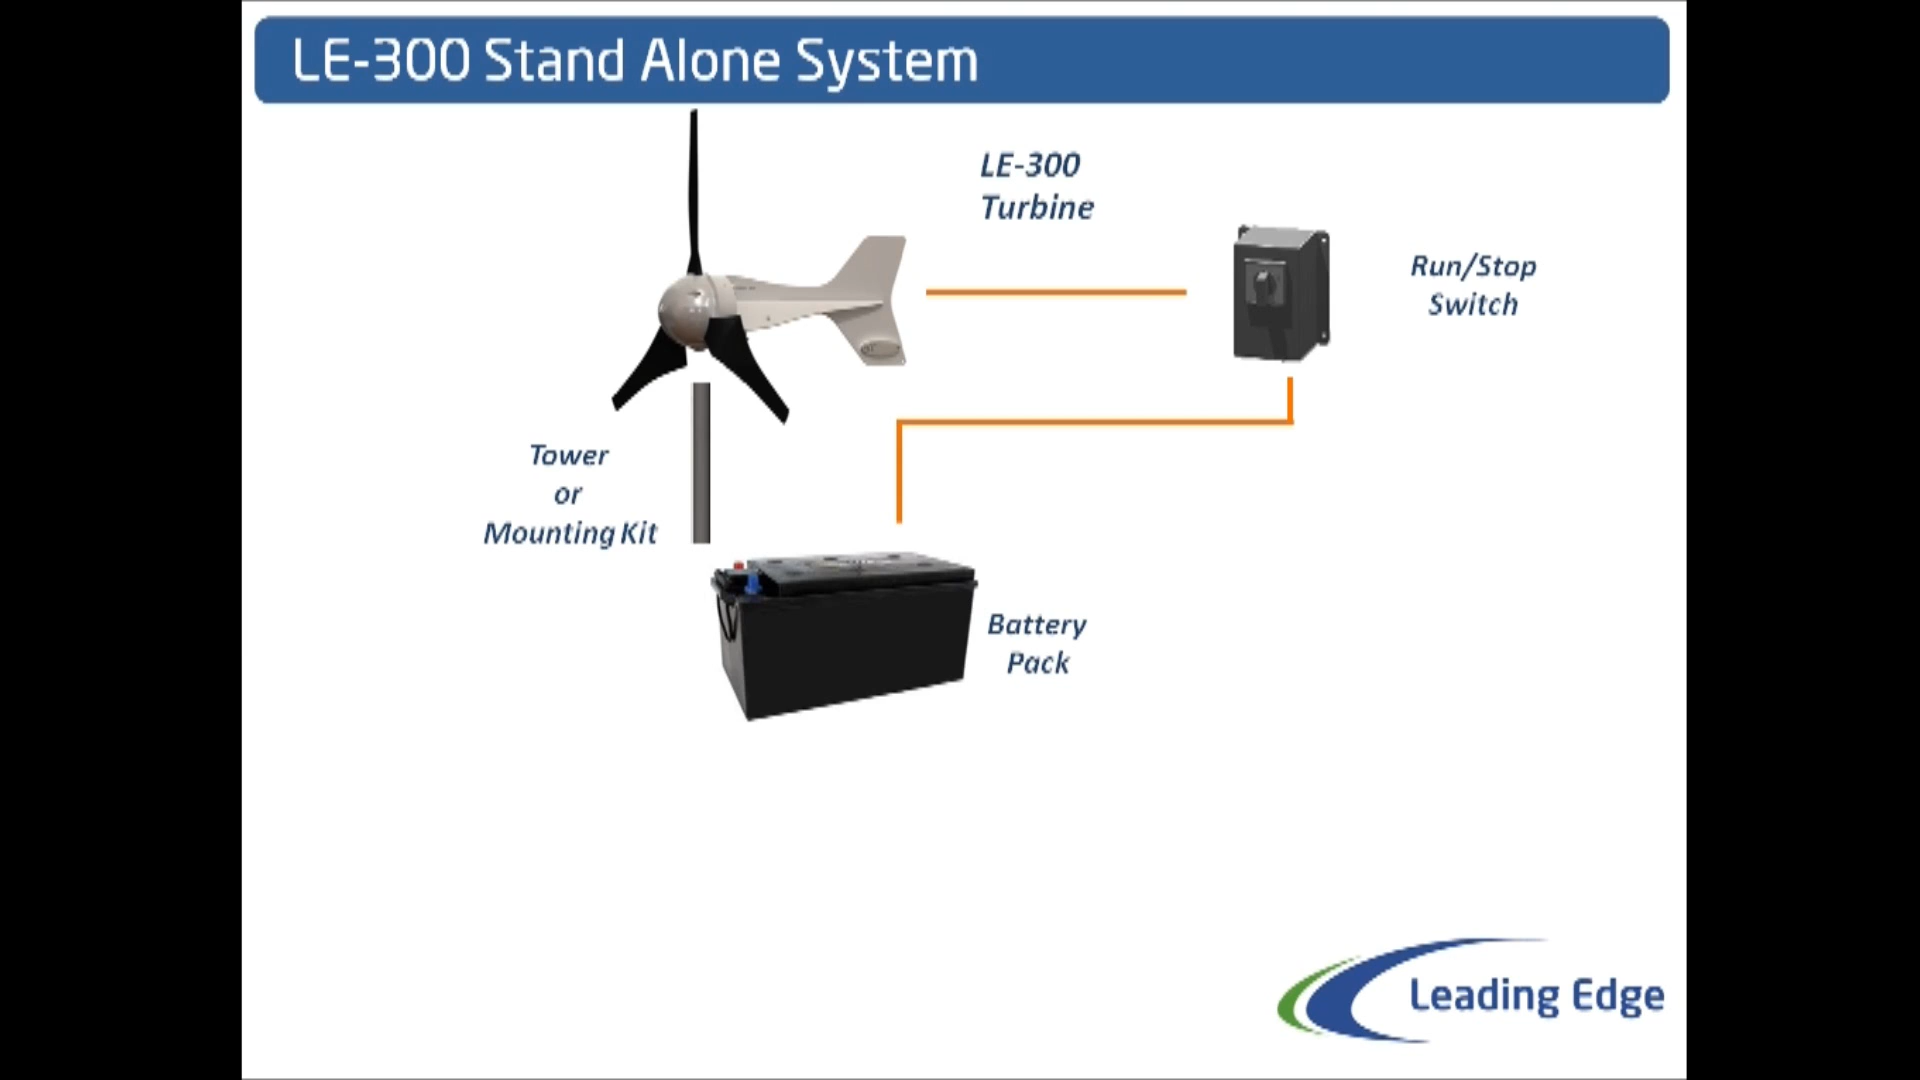 LE-300 Stand Alone System
LE-300
Turbine
Run/Stop
Switch
Tower
or
Mounting Kit
Battery
Pack
Leading Edge